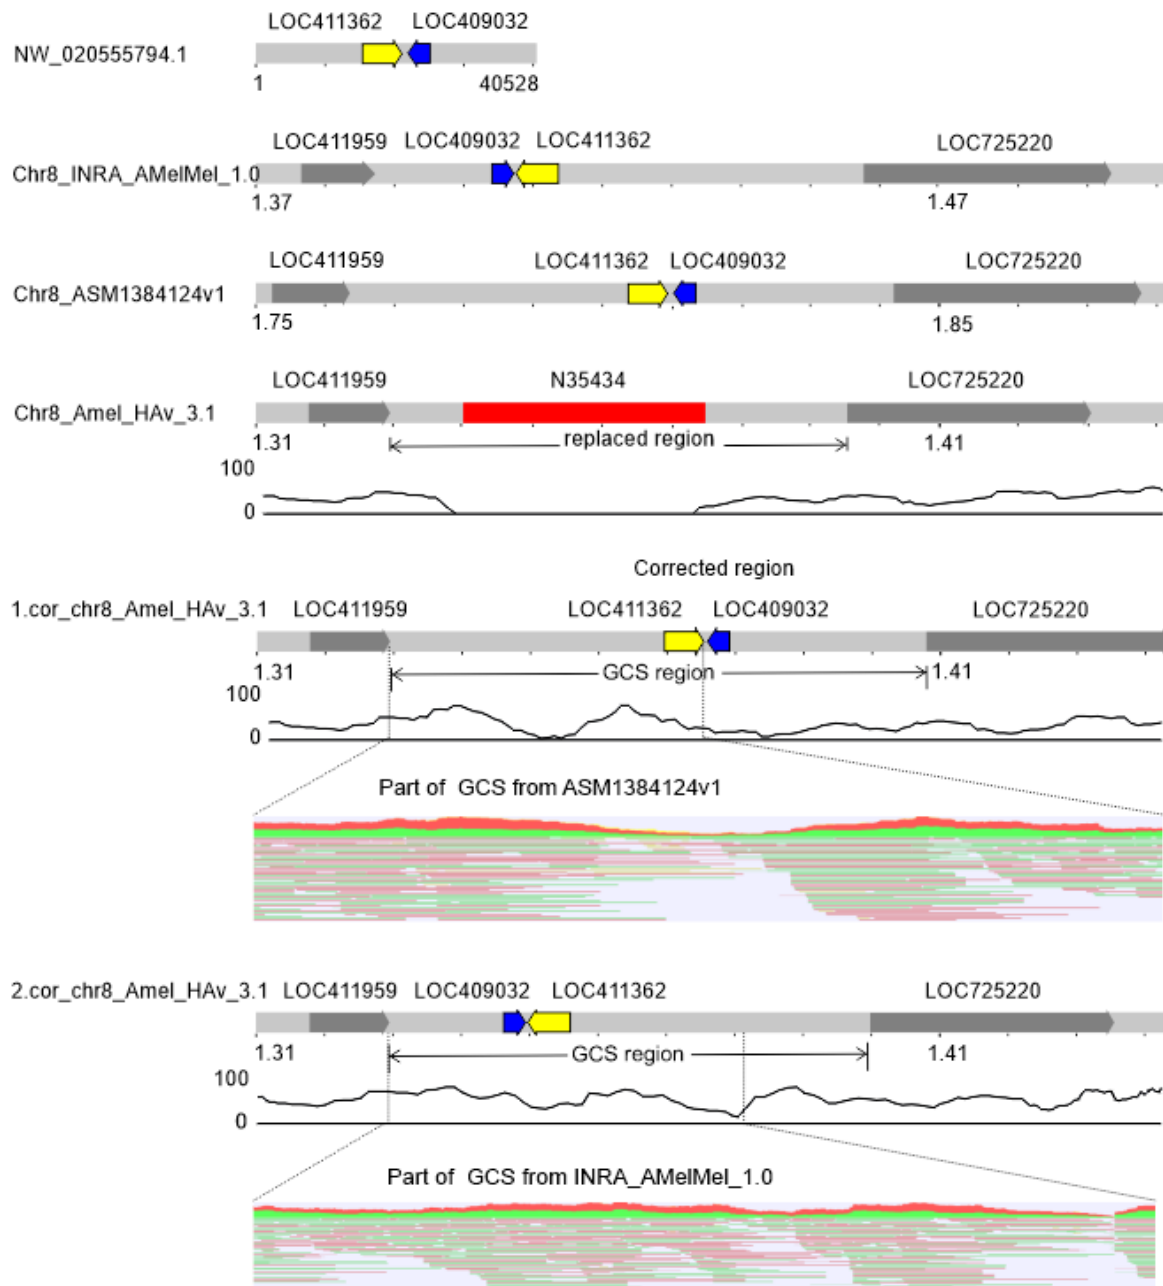 LOC411362 LOC409032
NW_020555794.1
1 40528
LOC411959 LOC409032 LOC411362 LOC725220
Chr8_INRA_AMelMel_1.0
1.37 1.47
LOC411959 LOC411362 LOC409032 LOC725220
Chr8_ASM1384124v1
1.75 1.85
LOC411959 N35434 LOC725220
Chr8_Amel_HAv_3.1
1.31 replaced region 1.41
100
0
Corrected region
1.cor_chr8_Amel_HAv_3.1 LOC411959 LOC411362 LOC409032 LOC725220
1.31 GCS region 1.41
100
0
Part of GCS from ASM1384124v1
2.cor_chr8_Amel_HAv_3.1 LOC411959 LOC409032 LOC411362 LOC725220
1.31 GCS region 1.41
100
0
Part of GCS from INRA_AMelMel_1.0